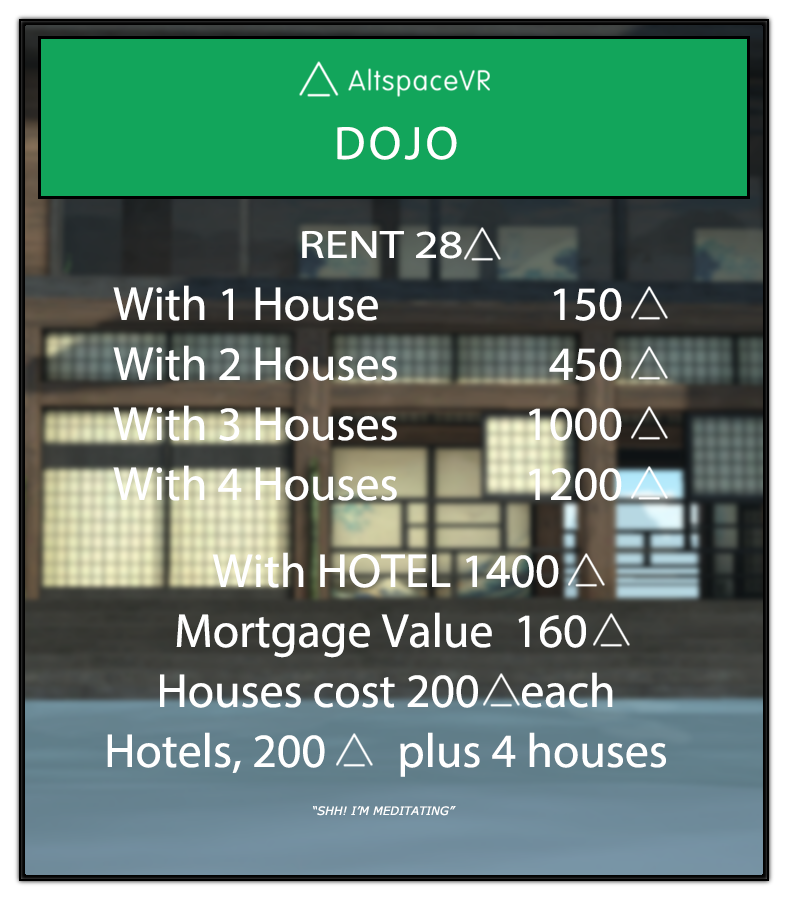 △ AltspaceVR
DOJO
RENT 28△
With 1 House 150 △
With 2 Houses 450 △
With 3 Houses 1000 △
With 4 Houses 1200 △
With HOTEL 1400 △
Mortgage Value 160 △
Houses cost 200△each
Hotels, 200 △ plus 4 houses
“SHH! I’M MEDITATING”